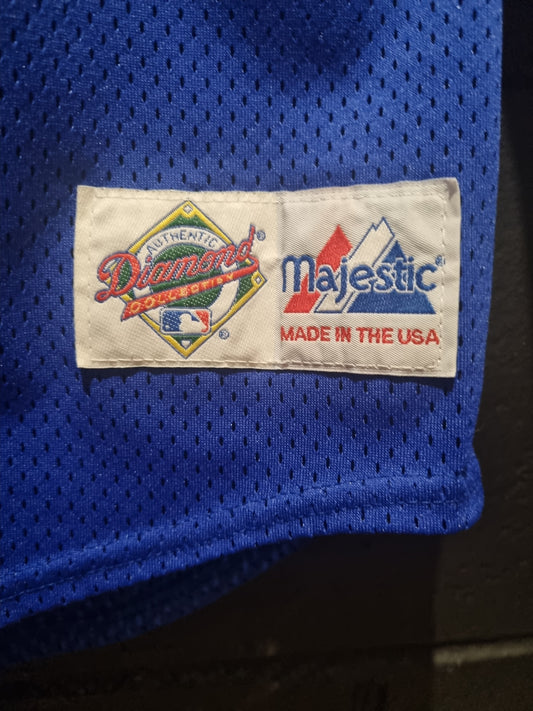 AUTHENTIC
Diamond®
COLLECTION
®
Majestic®
MADE IN THE USA